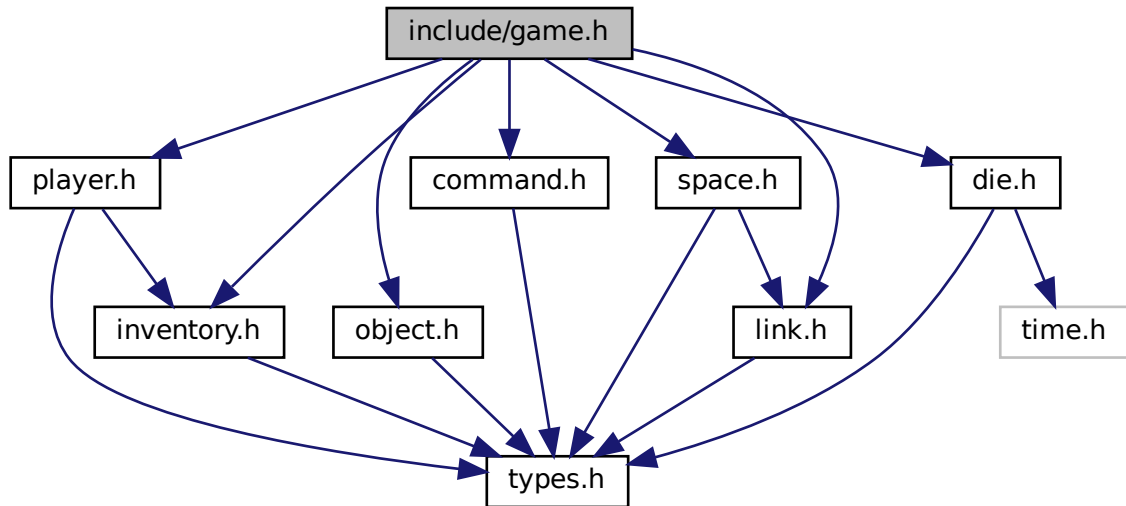 include/game.h
player.h
command.h
space.h
die.h
inventory.h
object.h
link.h
time.h
types.h